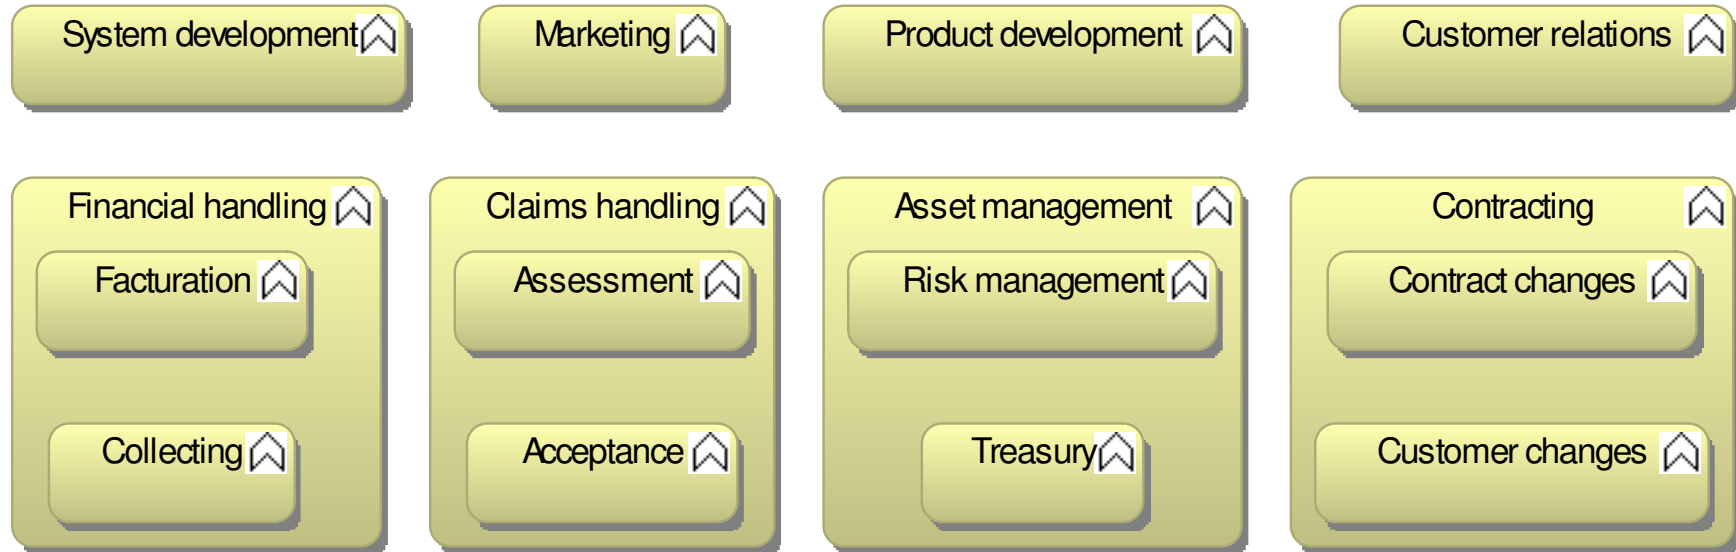 System development
Marketing
Product development
Customer relations
Financial handling
Claims handling
Asset management
Contracting
Facturation
Assessment
Risk management
Contract changes
Collecting
Acceptance
Treasury
Customer changes